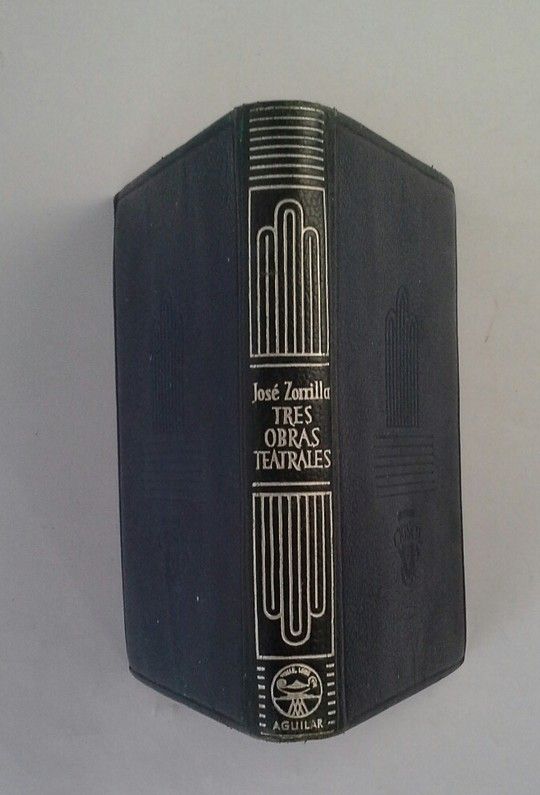 José Zorrilla
TRES
OBRAS
TEATRALES
AGUILAR